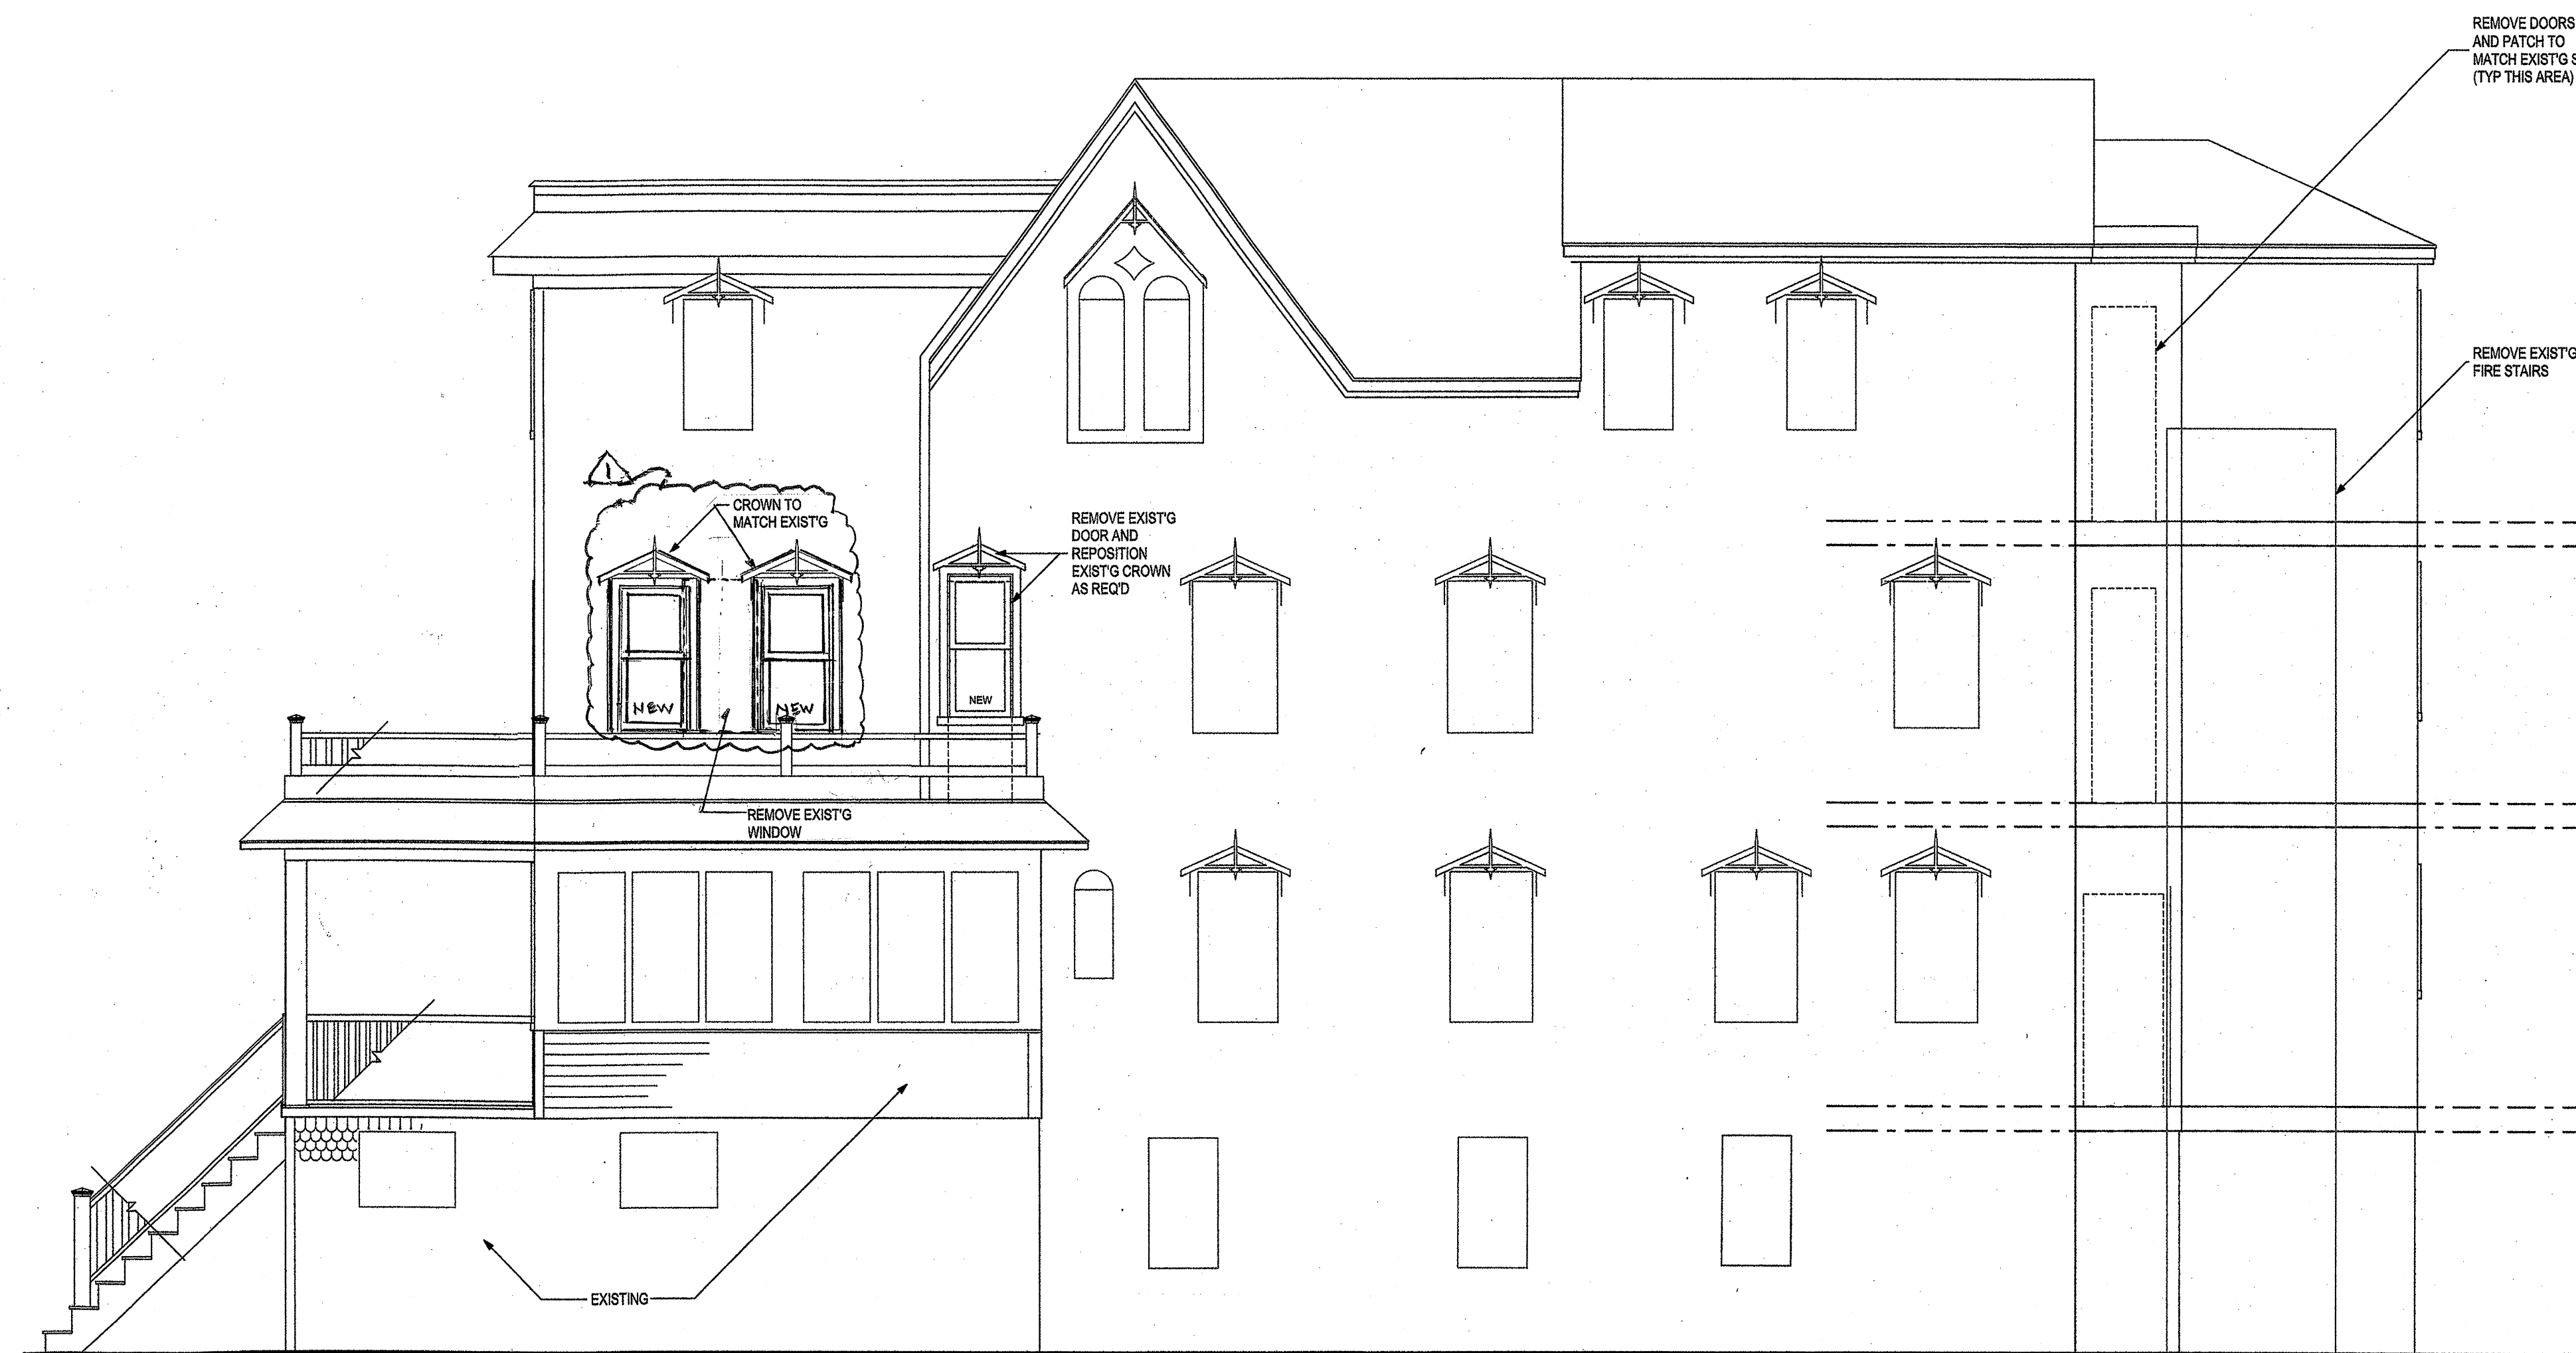 REMOVE DOORS
AND PATCH TO
MATCH EXIST'G S
(TYP THIS AREA)
REMOVE EXIST'G
FIRE STAIRS
1
CROWN TO
MATCH EXIST'G
REMOVE EXIST'G
DOOR AND
REPOSITION
EXIST'G CROWN
AS REQ'D
NEW
NEW
NEW
REMOVE EXIST'G
WINDOW
EXISTING